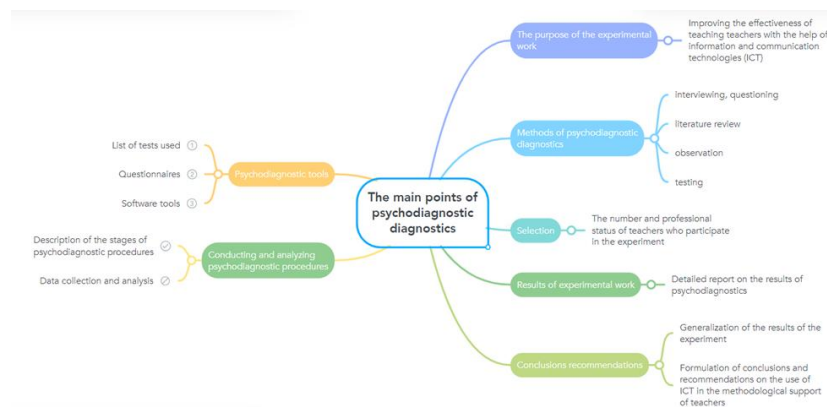 The main points of
psychodiagnostic
diagnostics
The purpose of the experimental
work
Improving the effectiveness of
teaching teachers with the help of
information and communication
technologies (ICT)
Methods of psychodiagnostic
diagnostics
interviewing, questioning
literature review
observation
testing
Selection
The number and professional
status of teachers who participate
in the experiment
Results of experimental work
Detailed report on the results of
psychodiagnostics
Conclusions recommendations
Generalization of the results of the
experiment
Formulation of conclusions and
recommendations on the use of
ICT in the methodological support
of teachers
Psychodiagnostic tools
List of tests used 1
Questionnaires 2
Software tools 3
Conducting and analyzing
psychodiagnostic procedures
Description of the stages of
psychodiagnostic procedures
Data collection and analysis